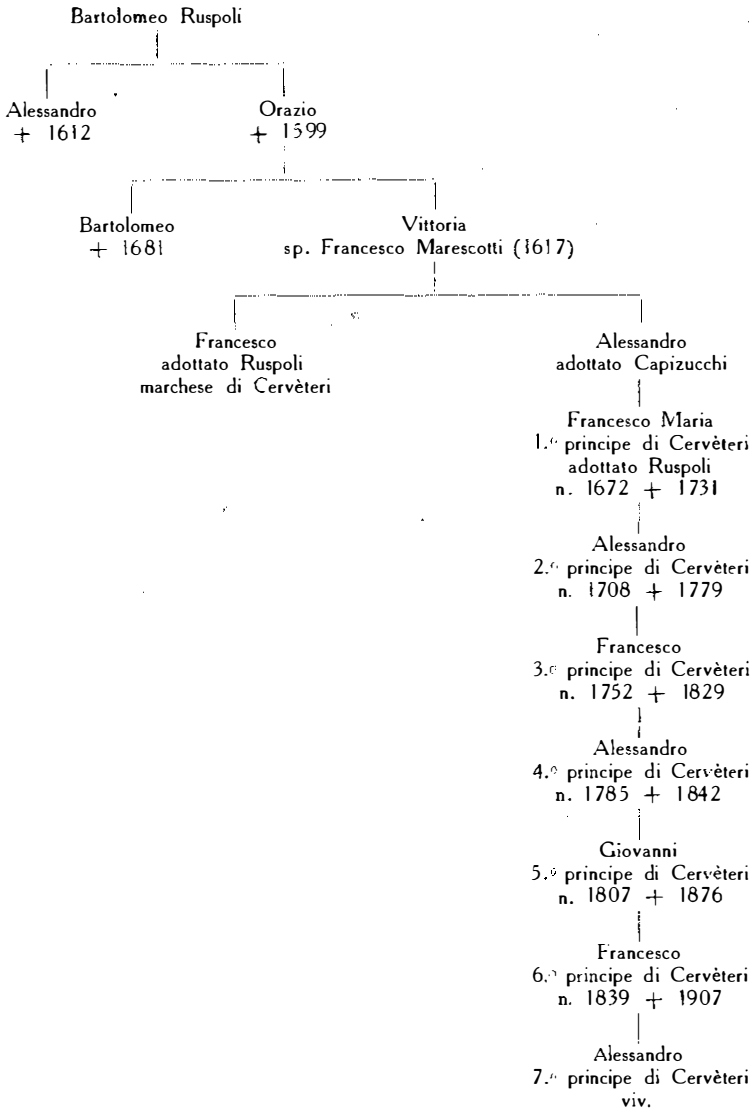 Bartolomeo Ruspoli
Alessandro
+ 1612
Orazio
+ 1599
Bartolomeo
+ 1681
Vittoria
sp. Francesco Marescotti (1617)
Francesco
adottato Ruspoli
marchese di Cervèteri
Alessandro
adottato Capizucchi
Francesco Maria
1.º principe di Cervèteri
adottato Ruspoli
n. 1672 + 1731
Alessandro
2.º principe di Cervèteri
n. 1708 + 1779
Francesco
3.º principe di Cervèteri
n. 1752 + 1829
Alessandro
4.º principe di Cervèteri
n. 1785 + 1842
Giovanni
5.º principe di Cervèteri
n. 1807 + 1876
Francesco
6.º principe di Cervèteri
n. 1839 + 1907
Alessandro
7.º principe di Cervèteri
viv.